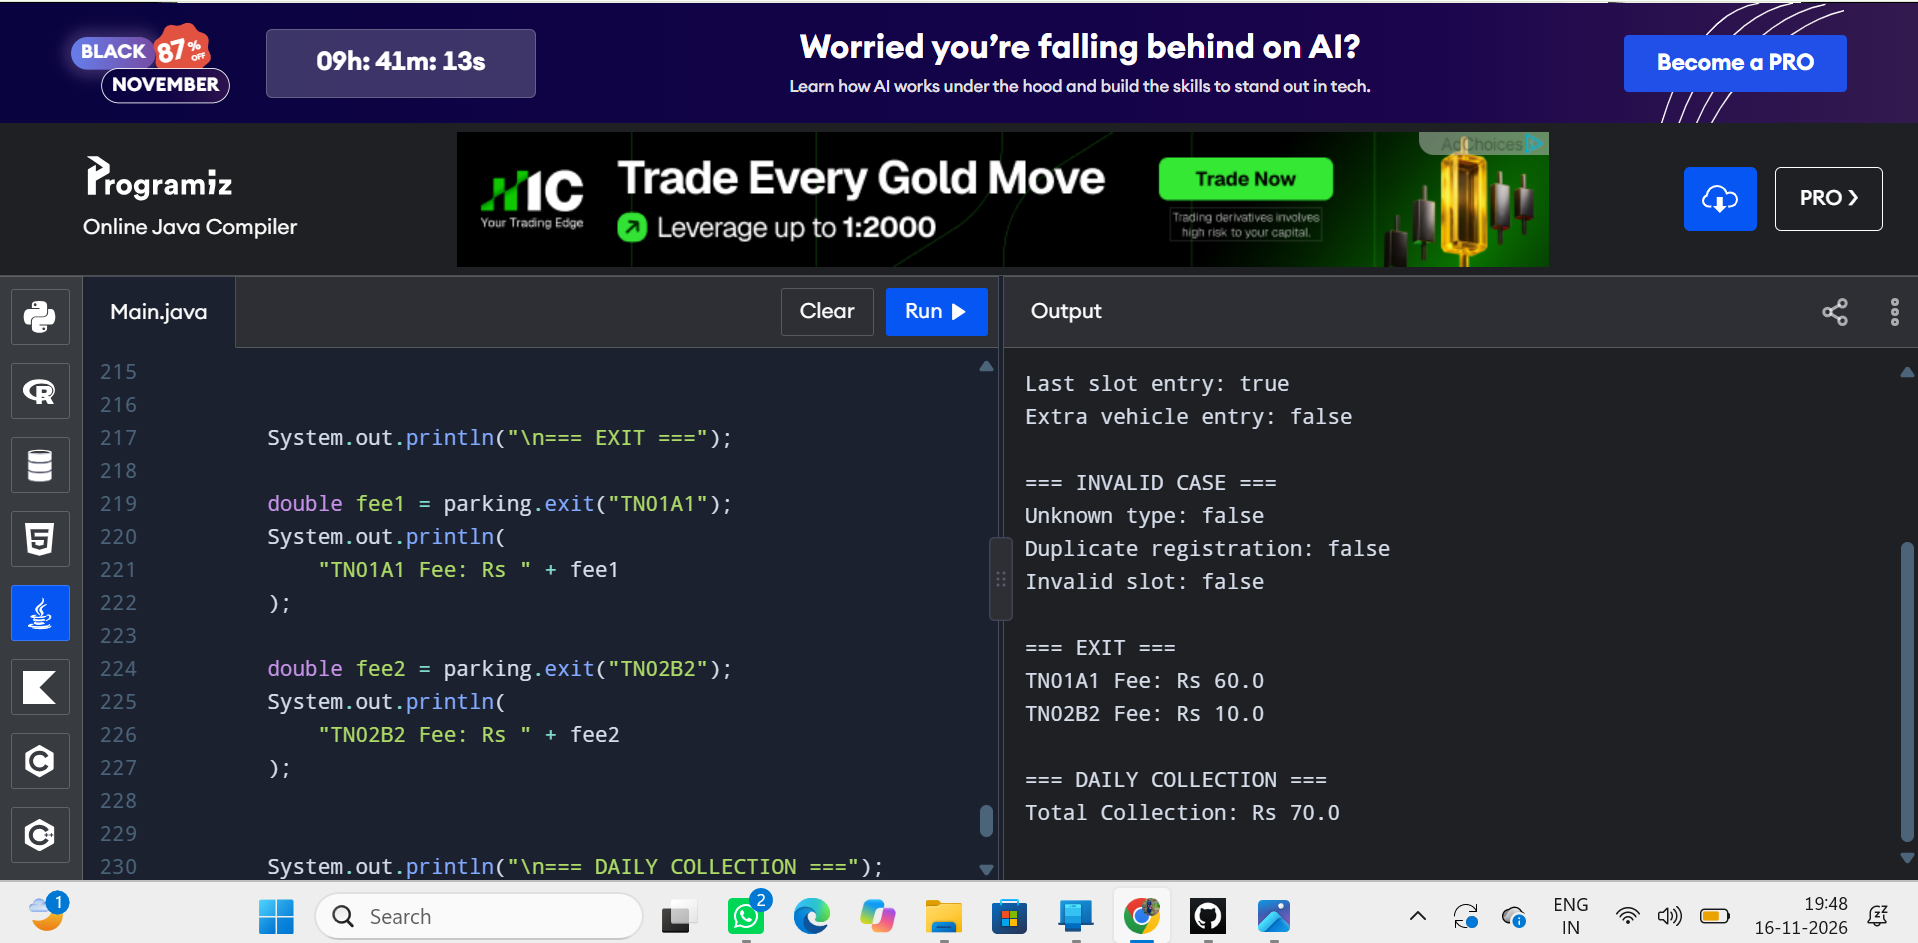 BLACK 87% OFF
NOVEMBER
09h: 41m: 13s
Worried you’re falling behind on AI?
Learn how AI works under the hood and build the skills to stand out in tech.
Become a PRO
Programiz
Online Java Compiler
HIC
Your Trading Edge
Trade Every Gold Move
Leverage up to 1:2000
Trade Now
Trading derivatives involves
high risk to your capital.
AdChoices
PRO
Main.java
Clear
Run
Output
215
216
217 System.out.println("\n=== EXIT ===");
218
219 double fee1 = parking.exit("TN01A1");
220 System.out.println(
221 "TN01A1 Fee: Rs " + fee1
222 );
223
224 double fee2 = parking.exit("TN02B2");
225 System.out.println(
226 "TN02B2 Fee: Rs " + fee2
227 );
228
229
230 System.out.println("\n=== DAILY COLLECTION ===");
Last slot entry: true
Extra vehicle entry: false
=== INVALID CASE ===
Unknown type: false
Duplicate registration: false
Invalid slot: false
=== EXIT ===
TN01A1 Fee: Rs 60.0
TN02B2 Fee: Rs 10.0
=== DAILY COLLECTION ===
Total Collection: Rs 70.0
1
Search
2
ENG
IN
19:48
16-11-2026